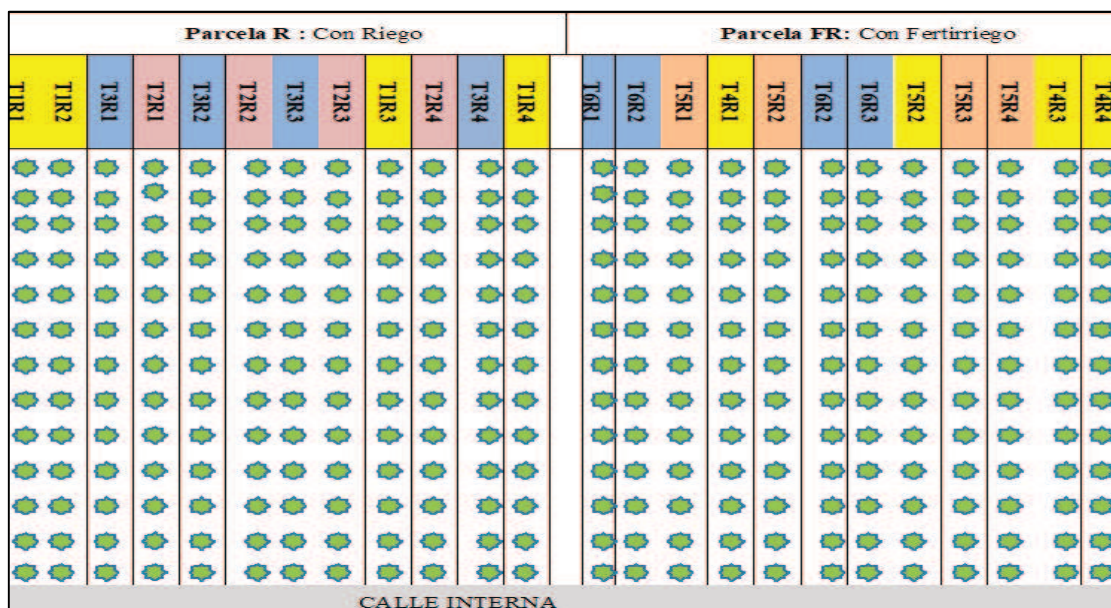 Parcela R : Con Riego
Parcela FR: Con Fertirriego
T1R1
T1R2
T3R1
T2R1
T3R2
T2R2
T3R3
T2R3
T1R3
T2R4
T3R4
T1R4
T6R1
T6R2
T5R1
T4R1
T5R2
T6R2
T6R3
T5R2
T5R3
T5R4
T4R3
T4R4
CALLE INTERNA